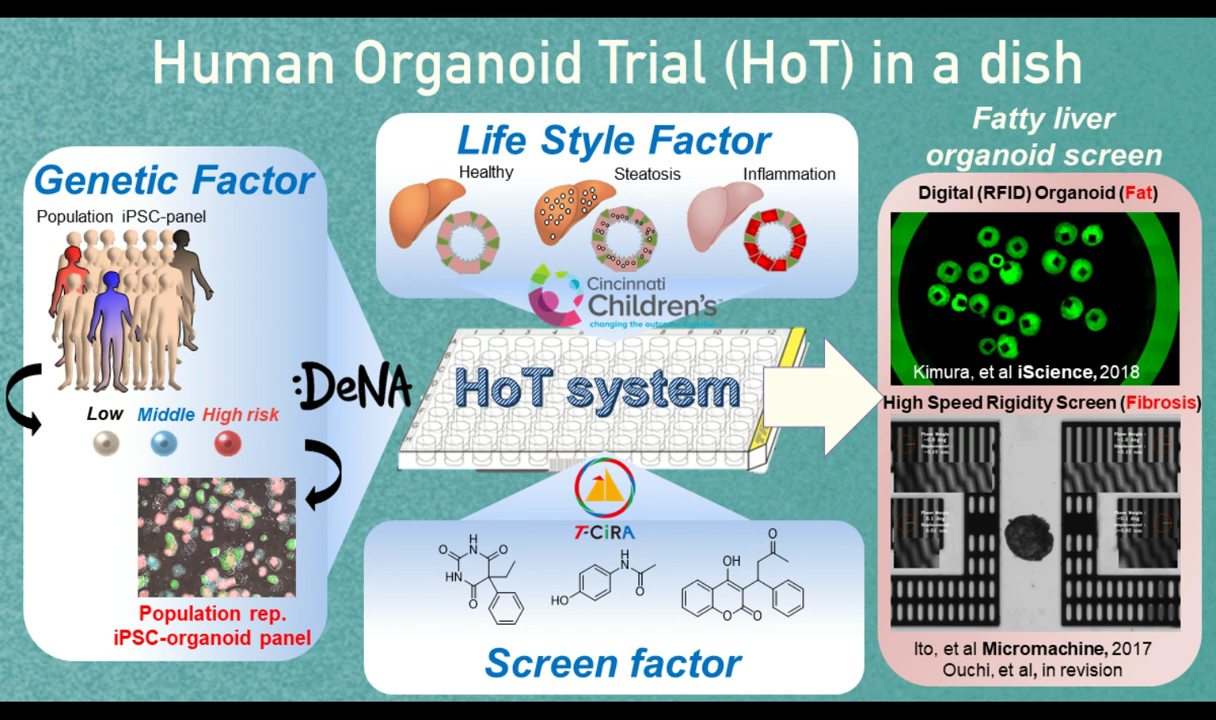 Human Organoid Trial (HoT) in a dish
Genetic Factor
Population iPSC-panel
Low Middle High risk
Population rep.
iPSC-organoid panel
Life Style Factor
Healthy
Steatosis
Inflammation
Cincinnati
Children's
changing the outcome
:DeNA
HoT system
T-CiRA
O
H
N
O
HN
O
HO
H
N
O
OH
O
O
O
Screen factor
Fatty liver
organoid screen
Digital (RFID) Organoid (Fat)
Kimura, et al iScience, 2018
High Speed Rigidity Screen (Fibrosis)
Ito, et al Micromachine, 2017
Ouchi, et al, in revision